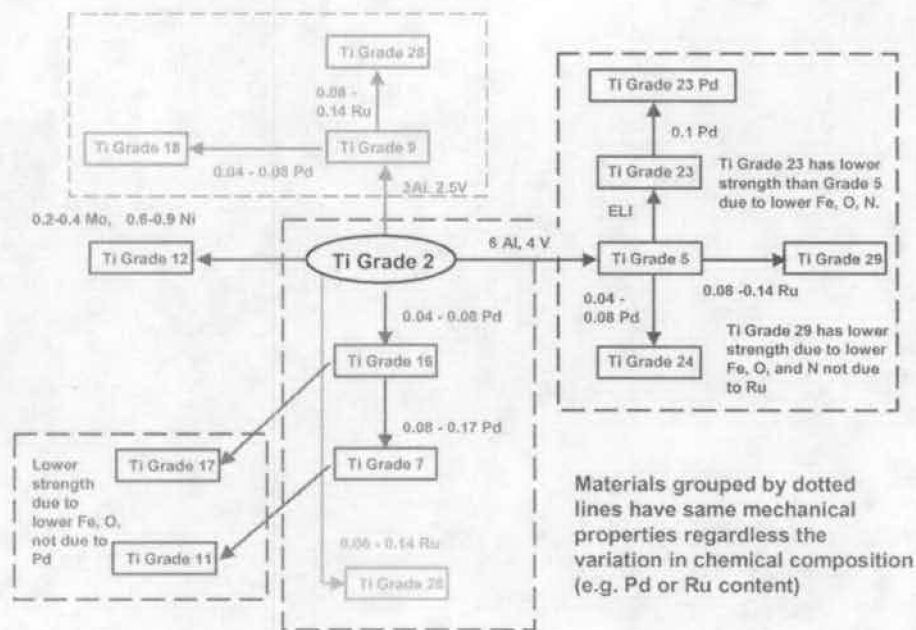 Ti Grade 28
0.08 -
0.14 Ru
Ti Grade 18
0.04 - 0.08 Pd
Ti Grade 9
3Al, 2.5V
0.2-0.4 Mo, 0.6-0.9 Ni
Ti Grade 12
Ti Grade 2
6 Al, 4 V
0.04 - 0.08 Pd
Ti Grade 16
0.08 - 0.17 Pd
Ti Grade 7
Lower
strength
due to
lower Fe, O,
not due to
Pd
Ti Grade 17
Ti Grade 11
0.08 - 0.14 Ru
Ti Grade 26
Ti Grade 23 Pd
0.1 Pd
Ti Grade 23
Ti Grade 23 has lower
strength than Grade 5
due to lower Fe, O, N.
ELI
Ti Grade 5
Ti Grade 29
0.08 -0.14 Ru
0.04 -
0.08 Pd
Ti Grade 24
Ti Grade 29 has lower
strength due to lower
Fe, O, and N not due
to Ru
Materials grouped by dotted
lines have same mechanical
properties regardless the
variation in chemical composition
(e.g. Pd or Ru content)